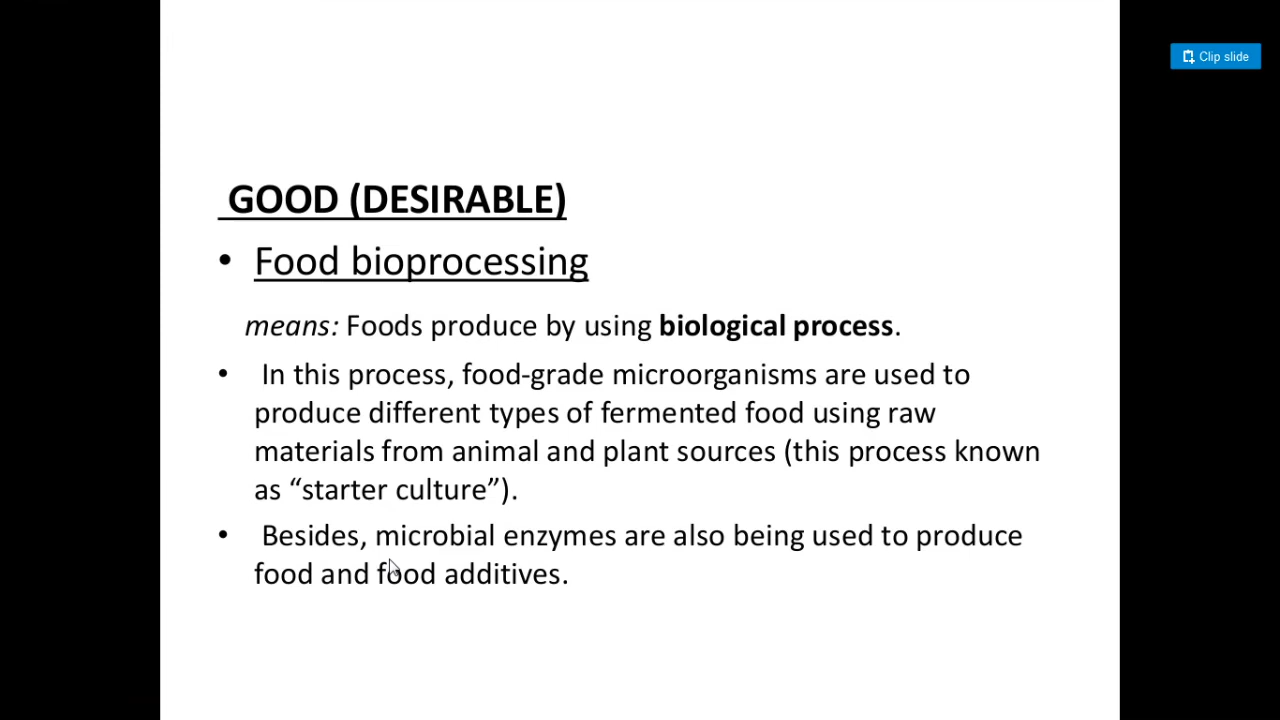 Clip slide
GOOD (DESIRABLE)
• Food bioprocessing
means: Foods produce by using biological process.
• In this process, food-grade microorganisms are used to
produce different types of fermented food using raw
materials from animal and plant sources (this process known
as “starter culture”).
• Besides, microbial enzymes are also being used to produce
food and food additives.